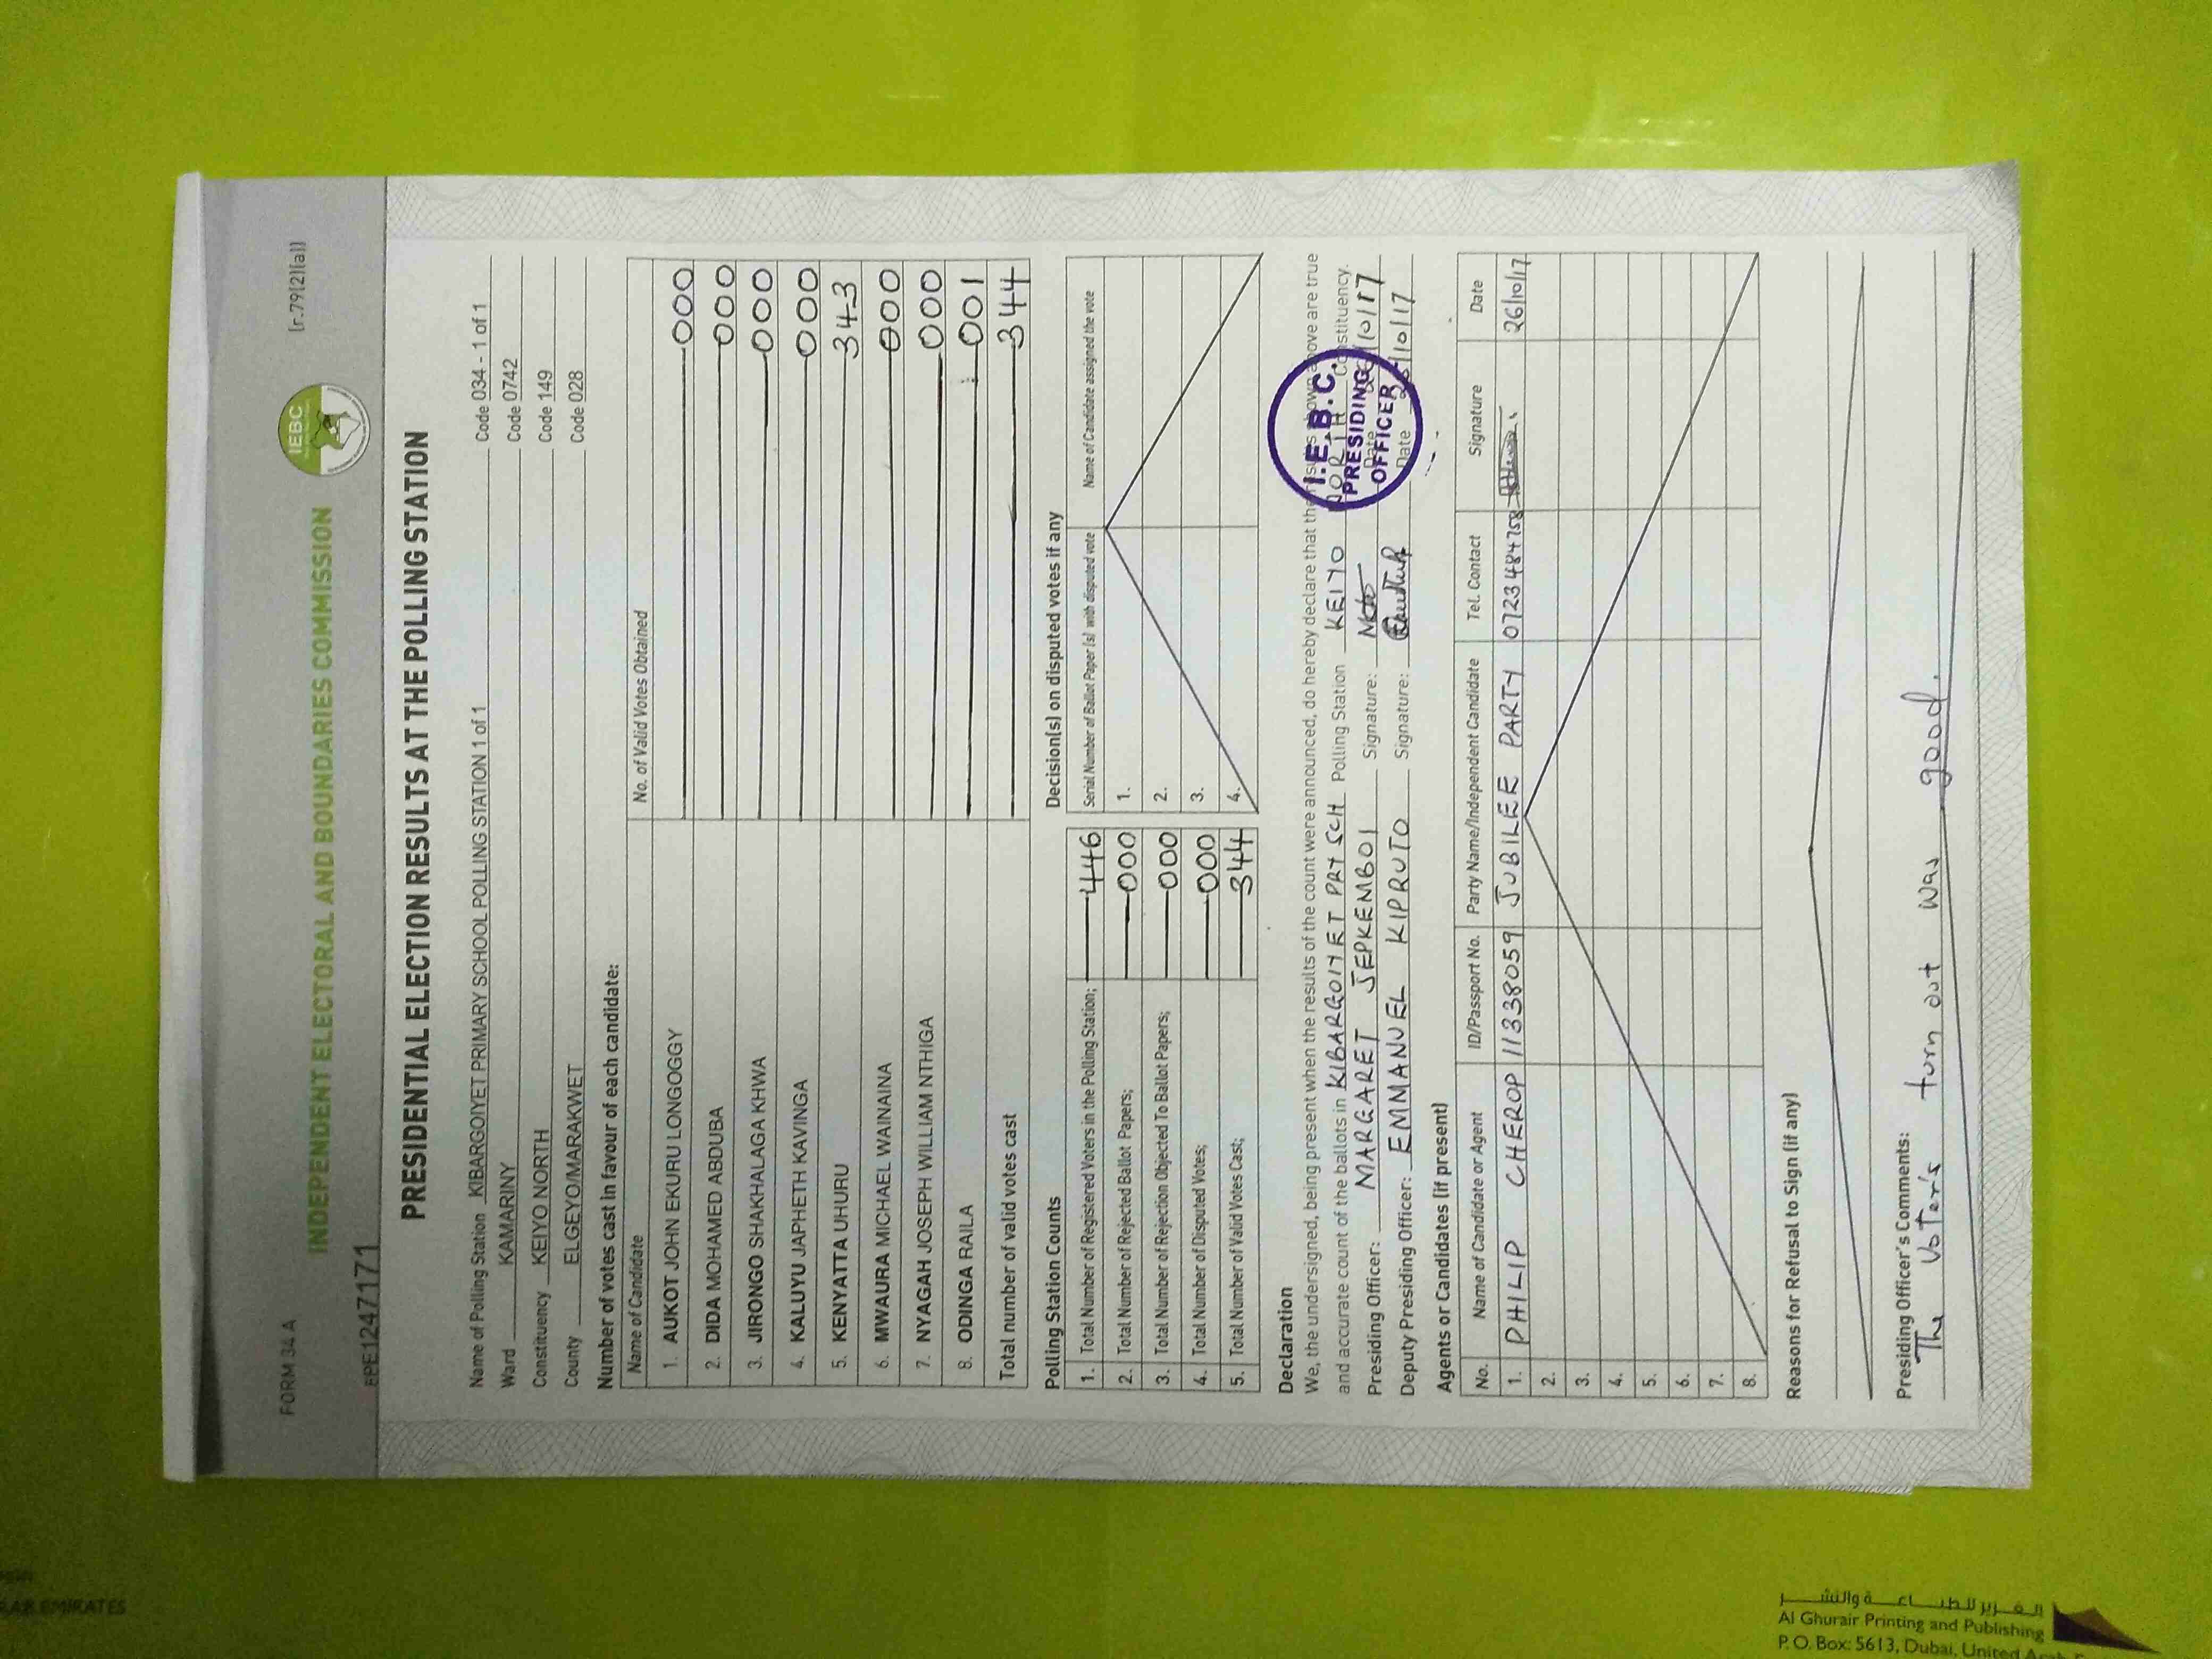 FORM 34 A
(r.79(2)(a))
IEBC
INDEPENDENT ELECTORAL AND BOUNDARIES COMMISSION
PRESIDENTIAL ELECTION RESULTS AT THE POLLING STATION
Name of Polling Station KIBARGOIYET PRIMARY SCHOOL POLLING STATION 1 of 1 Code 034 - 1 of 1
Ward KAMARINY Code 0742
Constituency KEIYO NORTH Code 149
County ELGEYO/MARAKWET Code 028
Number of votes cast in favour of each candidate:
Name of Candidate No. of Valid Votes Obtained
1. AUKOT JOHN EKURU LONGOGGY 000
2. DIDA MOHAMED ABDUBA 000
3. JIRONGO SHAKHALAGA KHWA 000
4. KALUYU JAPHETH KAVINGA 000
5. KENYATTA UHURU 343
6. MWAURA MICHAEL WAINAINA 000
7. NYAGAH JOSEPH WILLIAM NTHIGA 000
8. ODINGA RAILA 001
Total number of valid votes cast 344
Polling Station Counts
1. Total Number of Registered Voters in the Polling Station; 446
2. Total Number of Rejected Ballot Papers; 000
3. Total Number of Rejection Objected To Ballot Papers; 000
4. Total Number of Disputed Votes; 000
5. Total Number of Valid Votes Cast; 344
Decision(s) on disputed votes if any
Serial Number of Ballot Paper (s) with disputed vote Name of Candidate assigned the vote
1.
2.
3.
4.
Declaration
We, the undersigned, being present when the results of the count were announced, do hereby declare that the above are true
and accurate count of the ballots in KIBARGOIYET PRY SCH Polling Station KEIYO NORTH Constituency.
Presiding Officer: MARGARET JEPKEMBOI Signature: Date
Deputy Presiding Officer: EMMANUEL KIPRUTO Signature: Date
I.E.B.C.
PRESIDING
OFFICER
Agents or Candidates (if present)
No. Name of Candidate or Agent ID/Passport No. Party Name/Independent Candidate Tel. Contact Signature Date
1. PHILIP CHEROP 11338059 JUBILEE PARTY 0723484758 26/10/17
2.
3.
4.
5.
6.
7.
8.
Reasons for Refusal to Sign (if any)
Presiding Officer's Comments:
The voter's turn out was good.
الغرير للطباعة والنشر
Al Ghurair Printing and Publishing
P.O. Box: 5613, Dubai, United
EMIRATES